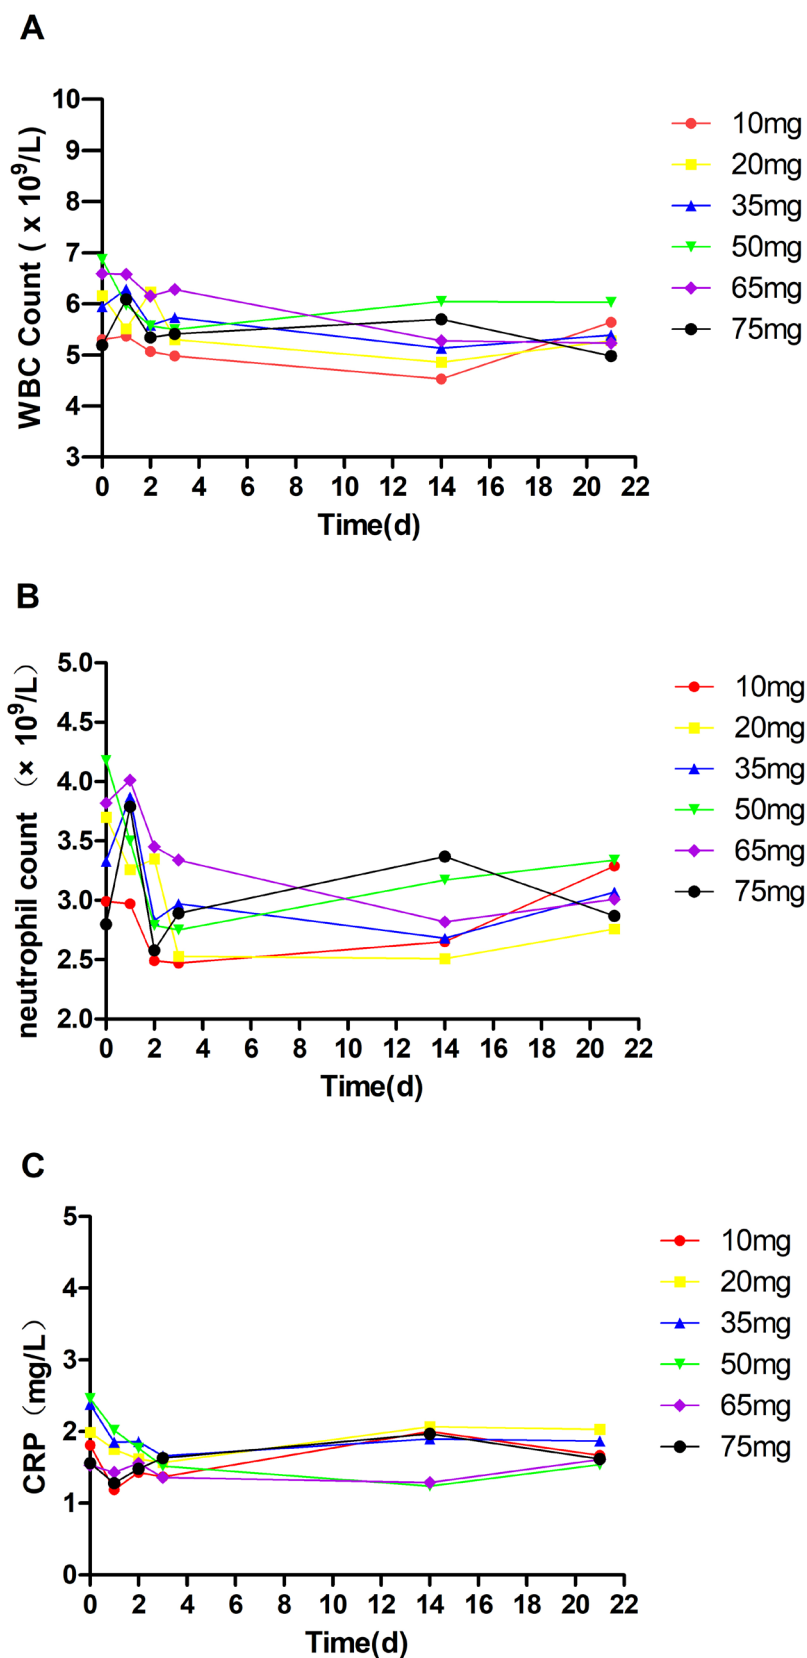 A
WBC Count ( x 10⁹/L)
10
9
8
7
6
5
4
3
0 2 4 6 8 10 12 14 16 18 20 22
Time(d)
10mg
20mg
35mg
50mg
65mg
75mg
B
neutrophil count（× 10⁹/L）
5.0
4.5
4.0
3.5
3.0
2.5
2.0
0 2 4 6 8 10 12 14 16 18 20 22
Time(d)
10mg
20mg
35mg
50mg
65mg
75mg
C
CRP（mg/L）
5
4
3
2
1
0
0 2 4 6 8 10 12 14 16 18 20 22
Time(d)
10mg
20mg
35mg
50mg
65mg
75mg